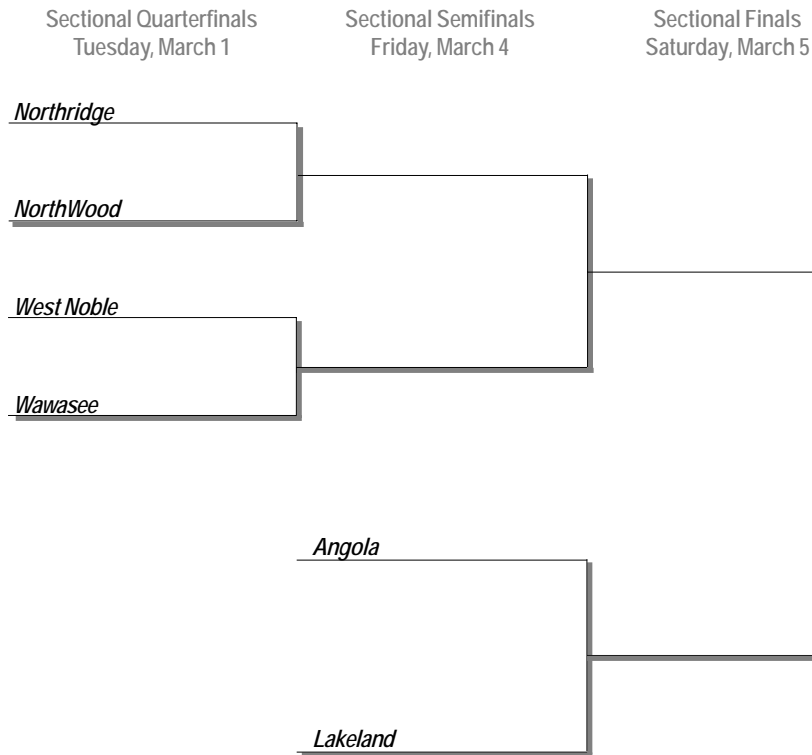 Sectional Quarterfinals
Tuesday, March 1
Sectional Semifinals
Friday, March 4
Sectional Finals
Saturday, March 5
Northridge
NorthWood
West Noble
Wawasee
Angola
Lakeland